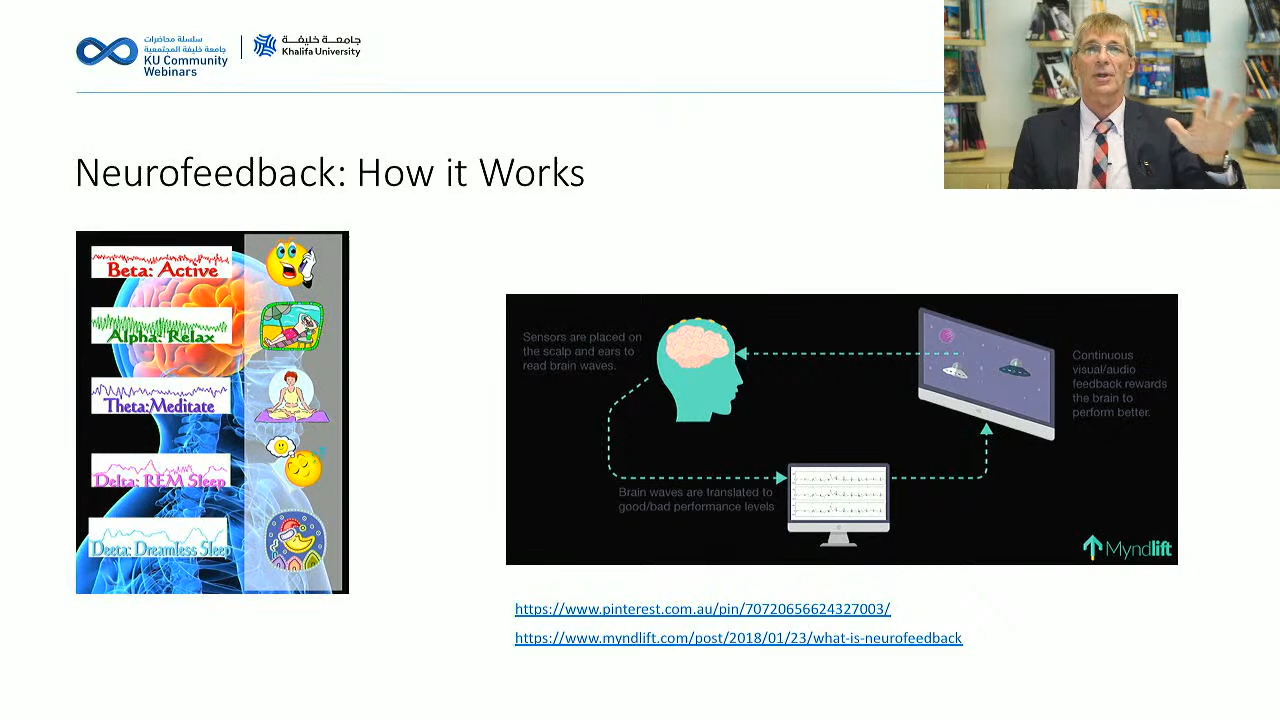 سلسلة محاضرات
جامعة خليفة المجتمعية
KU Community
Webinars
جامعة خليفة
Khalifa University
Neurofeedback: How it Works
Beta: Active
Alpha: Relax
Theta:Meditate
Delta: REM Sleep
Deeta: Dreamless Sleep
Sensors are placed on
the scalp and ears to
read brain waves.
Continuous
visual/audio
feedback rewards
the brain to
perform better.
Brain waves are translated to
good/bad performance levels
Myndlift
https://www.pinterest.com.au/pin/70720656624327003/
https://www.myndlift.com/post/2018/01/23/what-is-neurofeedback